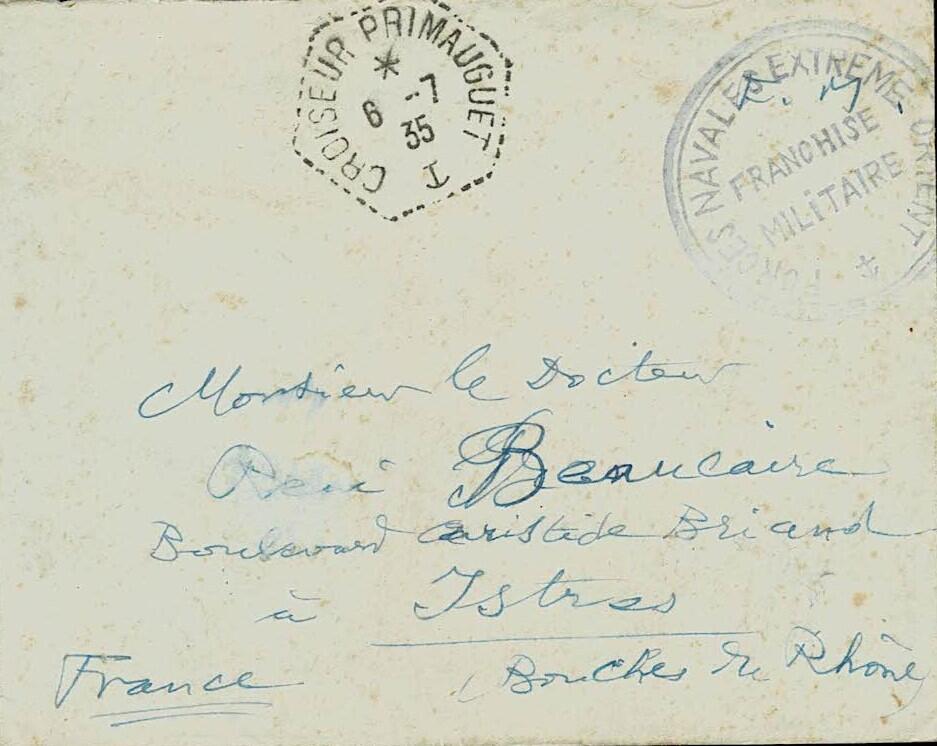 CROISEUR PRIMAUGUET
*
6 -7
35
FORCES NAVALES EXTREME ORIENT
F. M.
FRANCHISE
MILITAIRE
Monsieur le Docteur
René Beaucaire
Boulevard Aristide Briand
à Istres
France (Bouches du Rhône)